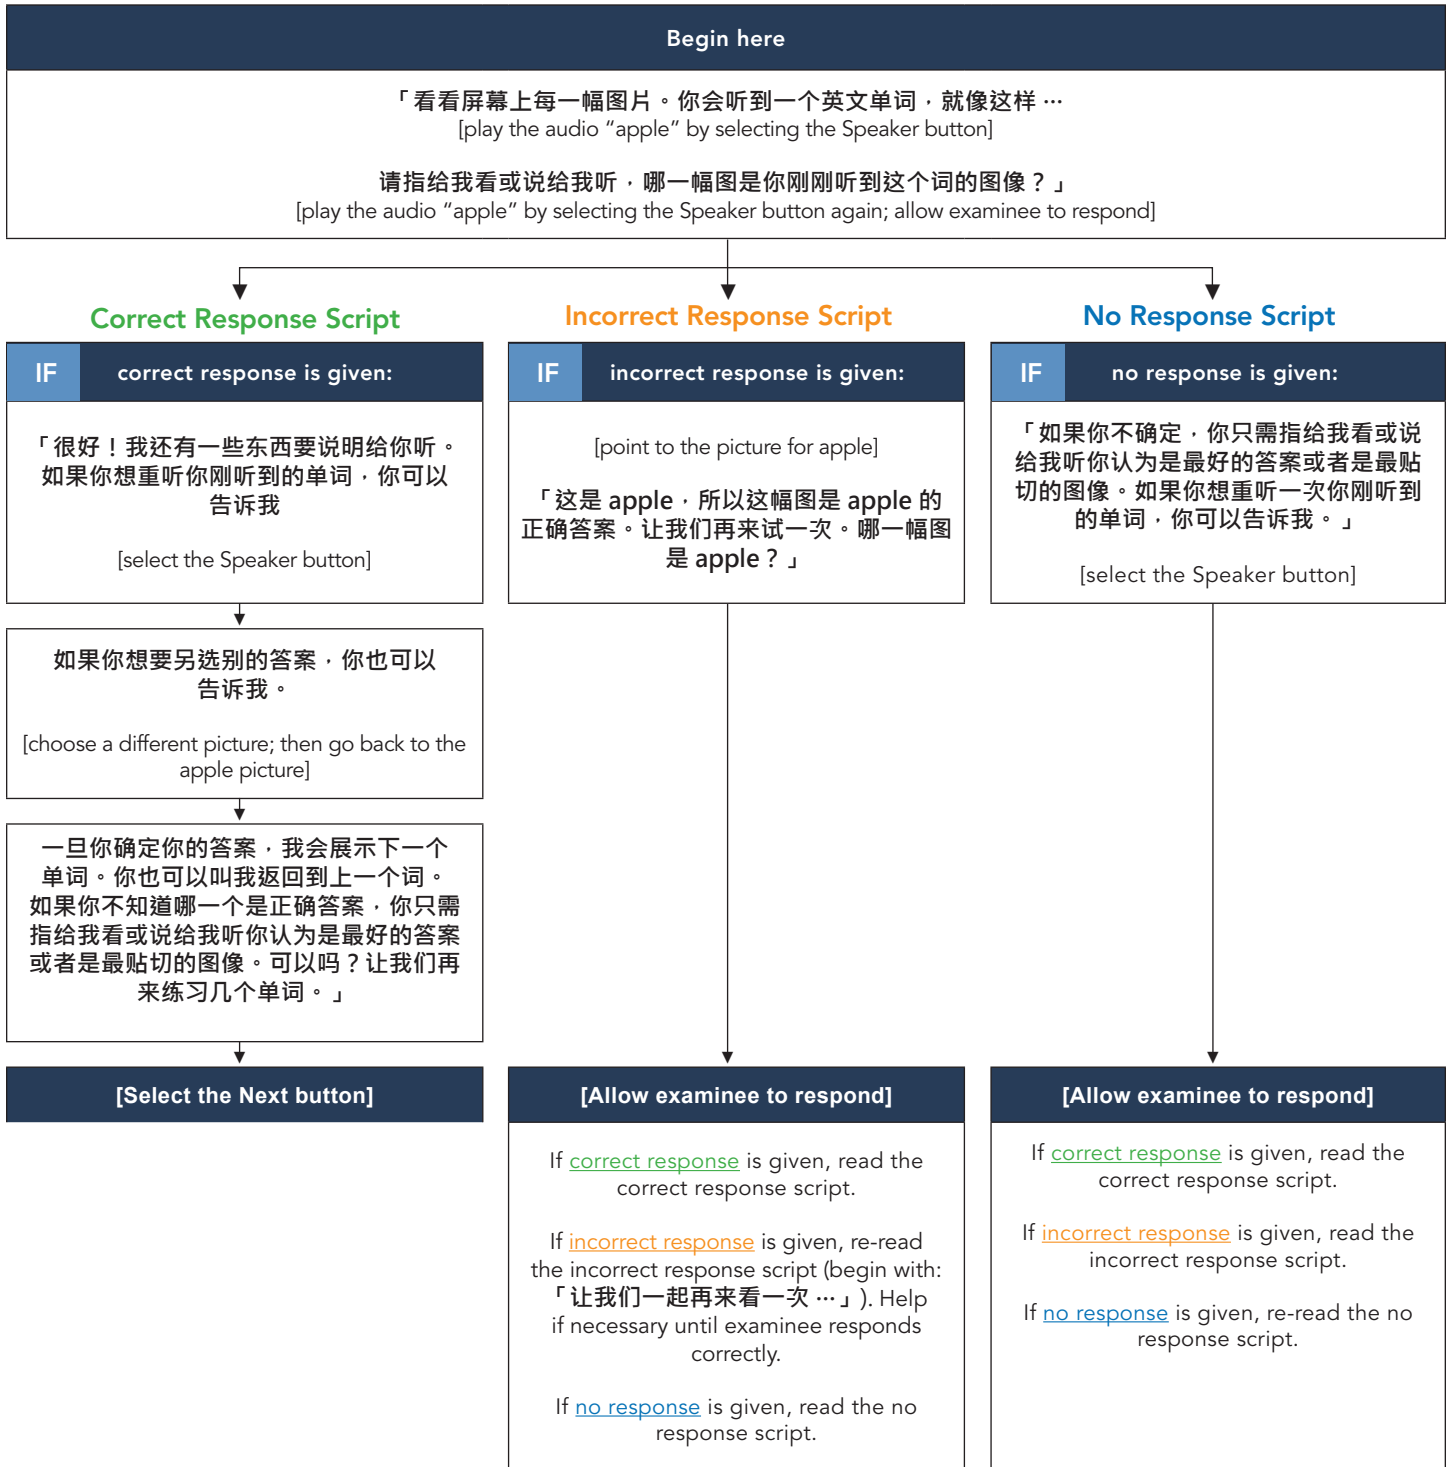 Begin here
「看看屏幕上每一幅图片。你会听到一个英文单词，就像这样 …
[play the audio “apple” by selecting the Speaker button]
请指给我看或说给我听，哪一幅图是你刚刚听到这个词的图像？」
[play the audio “apple” by selecting the Speaker button again; allow examinee to respond]
Correct Response Script
IF correct response is given:
「很好！我还有一些东西要说明给你听。
如果你想重听你刚听到的单词，你可以
告诉我
[select the Speaker button]
如果你想要另选别的答案，你也可以
告诉我。
[choose a different picture; then go back to the
apple picture]
一旦你确定你的答案，我会展示下一个
单词。你也可以叫我返回到上一个词。
如果你不知道哪一个是正确答案，你只需
指给我看或说给我听你认为是最好的答案
或者是最贴切的图像。可以吗？让我们再
来练习几个单词。」
[Select the Next button]
Incorrect Response Script
IF incorrect response is given:
[point to the picture for apple]
「这是 apple，所以这幅图是 apple 的
正确答案。让我们再来试一次。哪一幅图
是 apple？」
[Allow examinee to respond]
If correct response is given, read the
correct response script.
If incorrect response is given, re-read
the incorrect response script (begin with:
「让我们一起再来看一次 …」). Help
if necessary until examinee responds
correctly.
If no response is given, read the no
response script.
No Response Script
IF no response is given:
「如果你不确定，你只需指给我看或说
给我听你认为是最好的答案或者是最贴
切的图像。如果你想重听一次你刚听到
的单词，你可以告诉我。」
[select the Speaker button]
[Allow examinee to respond]
If correct response is given, read the
correct response script.
If incorrect response is given, read the
incorrect response script.
If no response is given, re-read the no
response script.